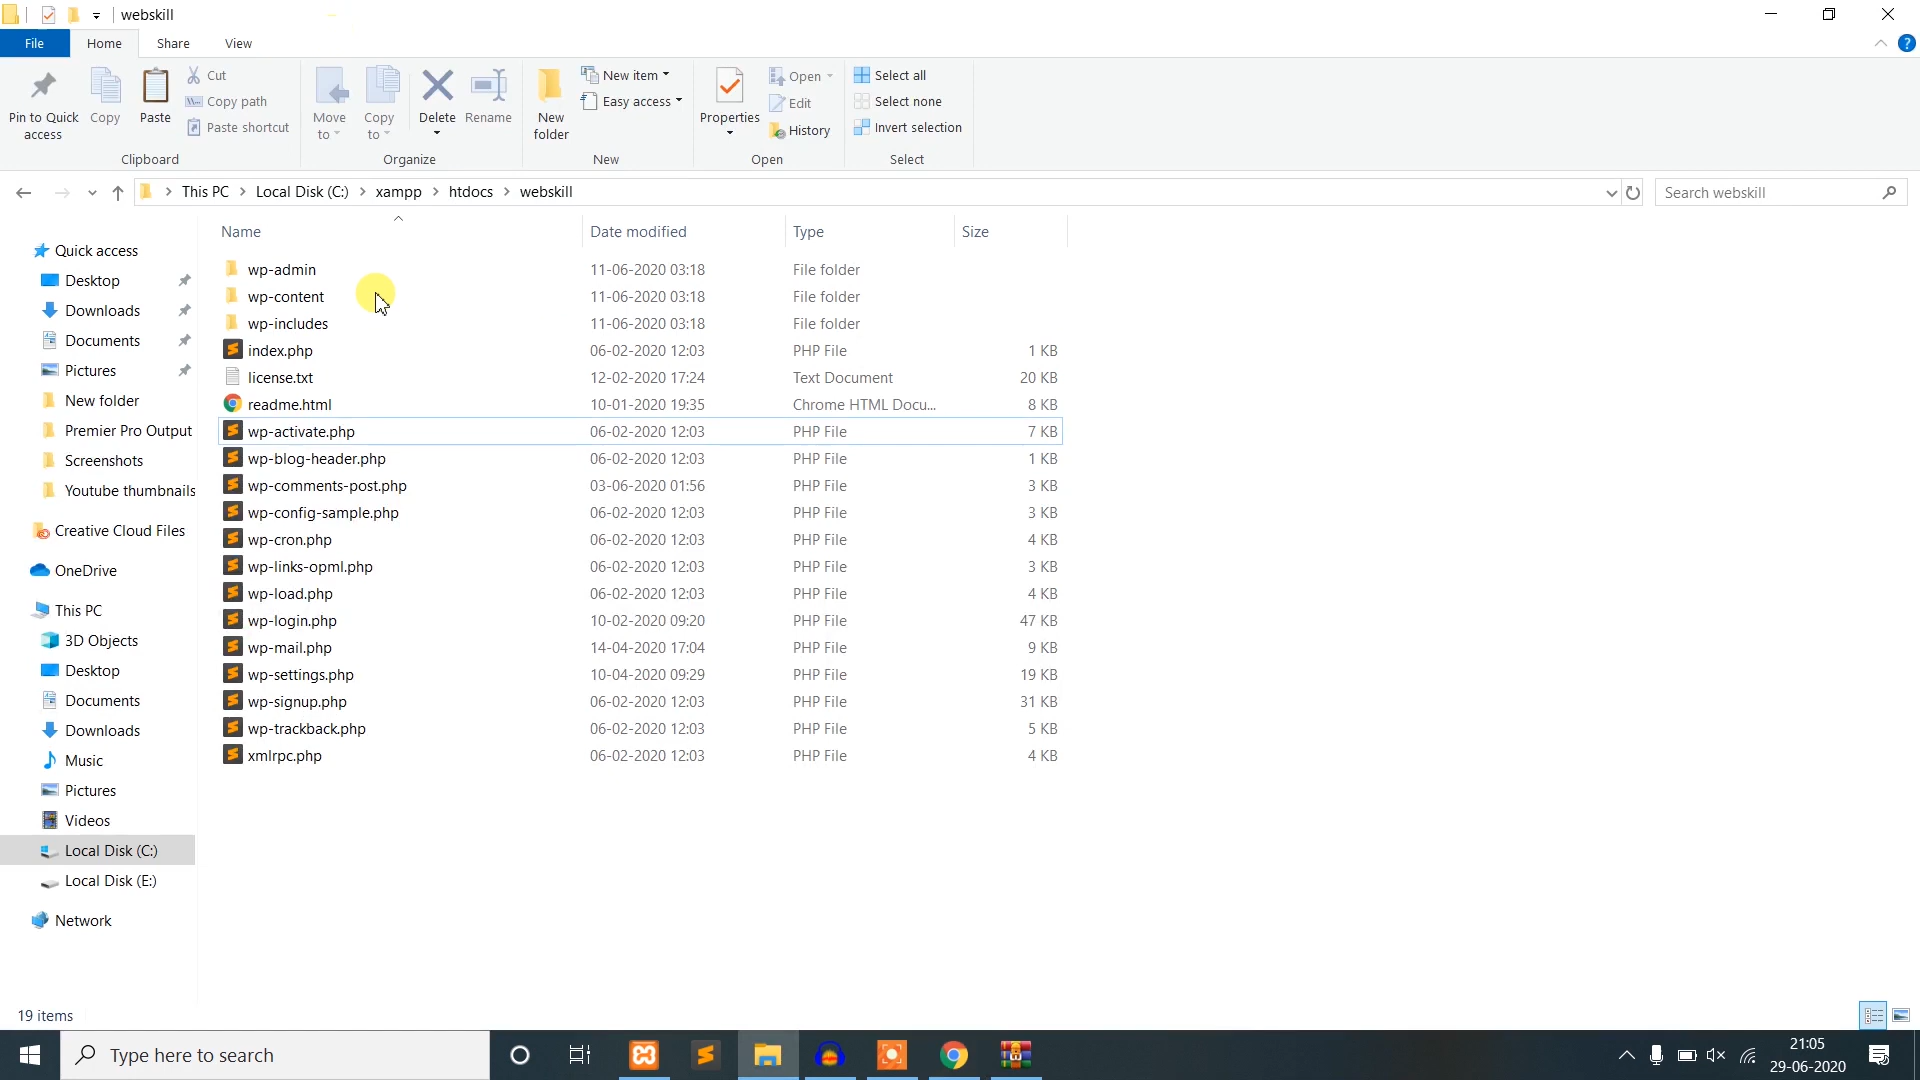 webskill
File Home Share View
Pin to Quick access
Copy
Paste
Cut
Copy path
Paste shortcut
Clipboard
Move to
Copy to
Delete
Rename
Organize
New folder
New item
Easy access
New
Properties
Open
Edit
History
Open
Select all
Select none
Invert selection
Select
This PC > Local Disk (C:) > xampp > htdocs > webskill
Search webskill
Name Date modified Type Size
Quick access
Desktop
Downloads
Documents
Pictures
New folder
Premier Pro Output
Screenshots
Youtube thumbnails
Creative Cloud Files
OneDrive
This PC
3D Objects
Desktop
Documents
Downloads
Music
Pictures
Videos
Local Disk (C:)
Local Disk (E:)
Network
wp-admin 11-06-2020 03:18 File folder
wp-content 11-06-2020 03:18 File folder
wp-includes 11-06-2020 03:18 File folder
index.php 06-02-2020 12:03 PHP File 1 KB
license.txt 12-02-2020 17:24 Text Document 20 KB
readme.html 10-01-2020 19:35 Chrome HTML Docu... 8 KB
wp-activate.php 06-02-2020 12:03 PHP File 7 KB
wp-blog-header.php 06-02-2020 12:03 PHP File 1 KB
wp-comments-post.php 03-06-2020 01:56 PHP File 3 KB
wp-config-sample.php 06-02-2020 12:03 PHP File 3 KB
wp-cron.php 06-02-2020 12:03 PHP File 4 KB
wp-links-opml.php 06-02-2020 12:03 PHP File 3 KB
wp-load.php 06-02-2020 12:03 PHP File 4 KB
wp-login.php 10-02-2020 09:20 PHP File 47 KB
wp-mail.php 14-04-2020 17:04 PHP File 9 KB
wp-settings.php 10-04-2020 09:29 PHP File 19 KB
wp-signup.php 06-02-2020 12:03 PHP File 31 KB
wp-trackback.php 06-02-2020 12:03 PHP File 5 KB
xmlrpc.php 06-02-2020 12:03 PHP File 4 KB
19 items
Type here to search
21:05
29-06-2020